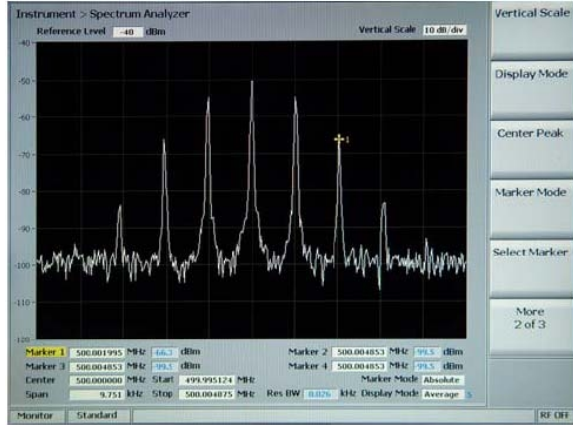 Instrument > Spectrum Analyzer
Vertical Scale
Reference Level -40 dBm Vertical Scale 10 dB/div
-40
-50
Display Mode
-60
Center Peak
1
-70
-80
Marker Mode
-90
Select Marker
-100
-110
More
2 of 3
-120
Marker 1 500.001995 MHz -66.3 dBm Marker 2 500.004853 MHz -99.5 dBm
Marker 3 500.004853 MHz -99.5 dBm Marker 4 500.004853 MHz -99.5 dBm
Center 500.000000 MHz Start 499.995124 MHz Marker Mode Absolute
Span 9.751 kHz Stop 500.004875 MHz Res BW 0.026 kHz Display Mode Average 5
Monitor Standard RF OFF